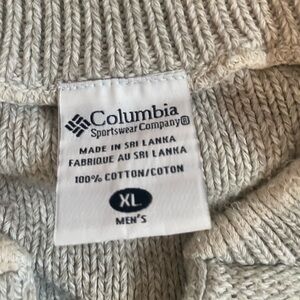 Columbia
Sportswear Company®
MADE IN SRI LANKA
FABRIQUE AU SRI LANKA
100% COTTON/COTON
XL
MEN'S